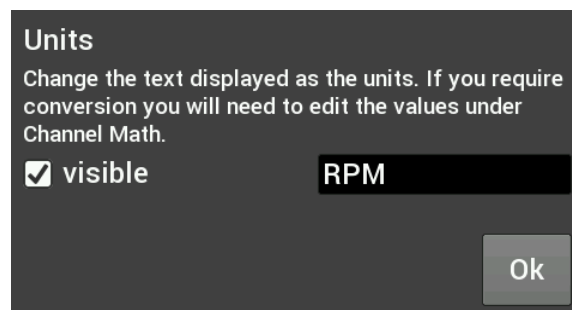 Units
Change the text displayed as the units. If you require
conversion you will need to edit the values under
Channel Math.
visible RPM
Ok